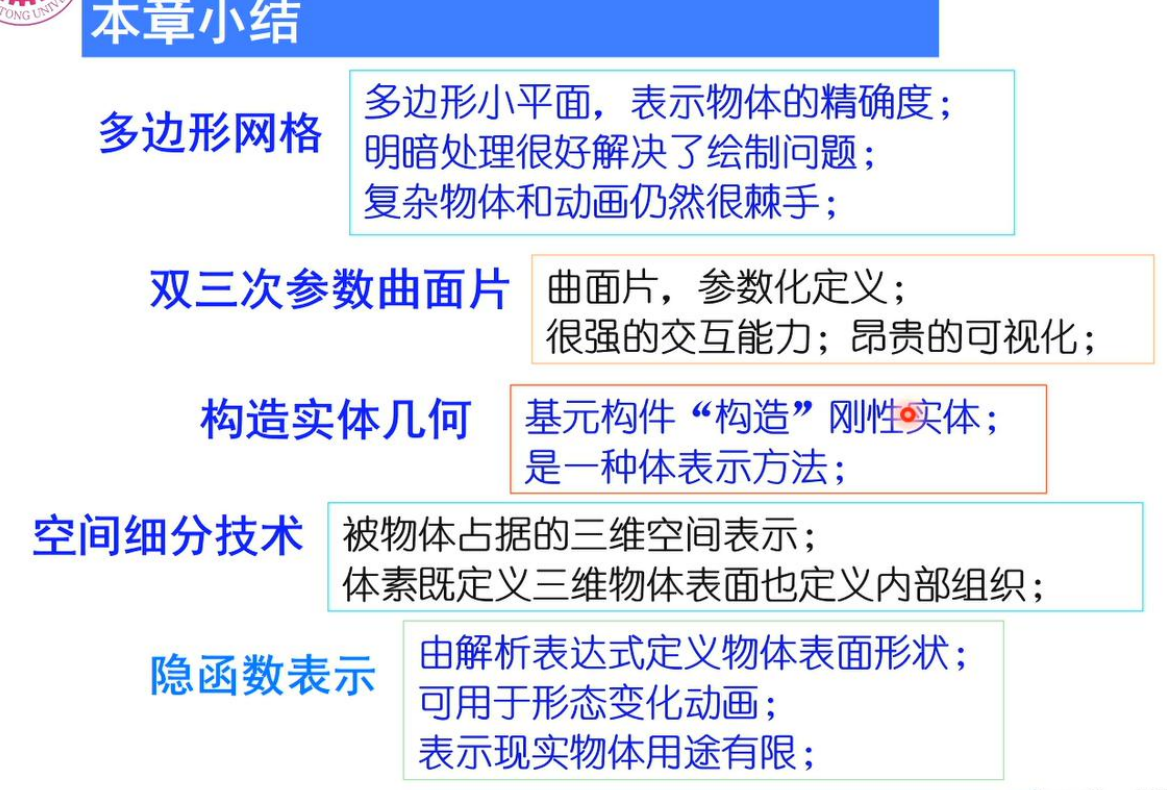 TONG UNIV
本章小结
多边形网格
多边形小平面，表示物体的精确度；
明暗处理很好解决了绘制问题；
复杂物体和动画仍然很棘手；
双三次参数曲面片
曲面片，参数化定义；
很强的交互能力；昂贵的可视化；
构造实体几何
基元构件“构造”刚性实体；
是一种体表示方法；
空间细分技术
被物体占据的三维空间表示；
体素既定义三维物体表面也定义内部组织；
隐函数表示
由解析表达式定义物体表面形状；
可用于形态变化动画；
表示现实物体用途有限；